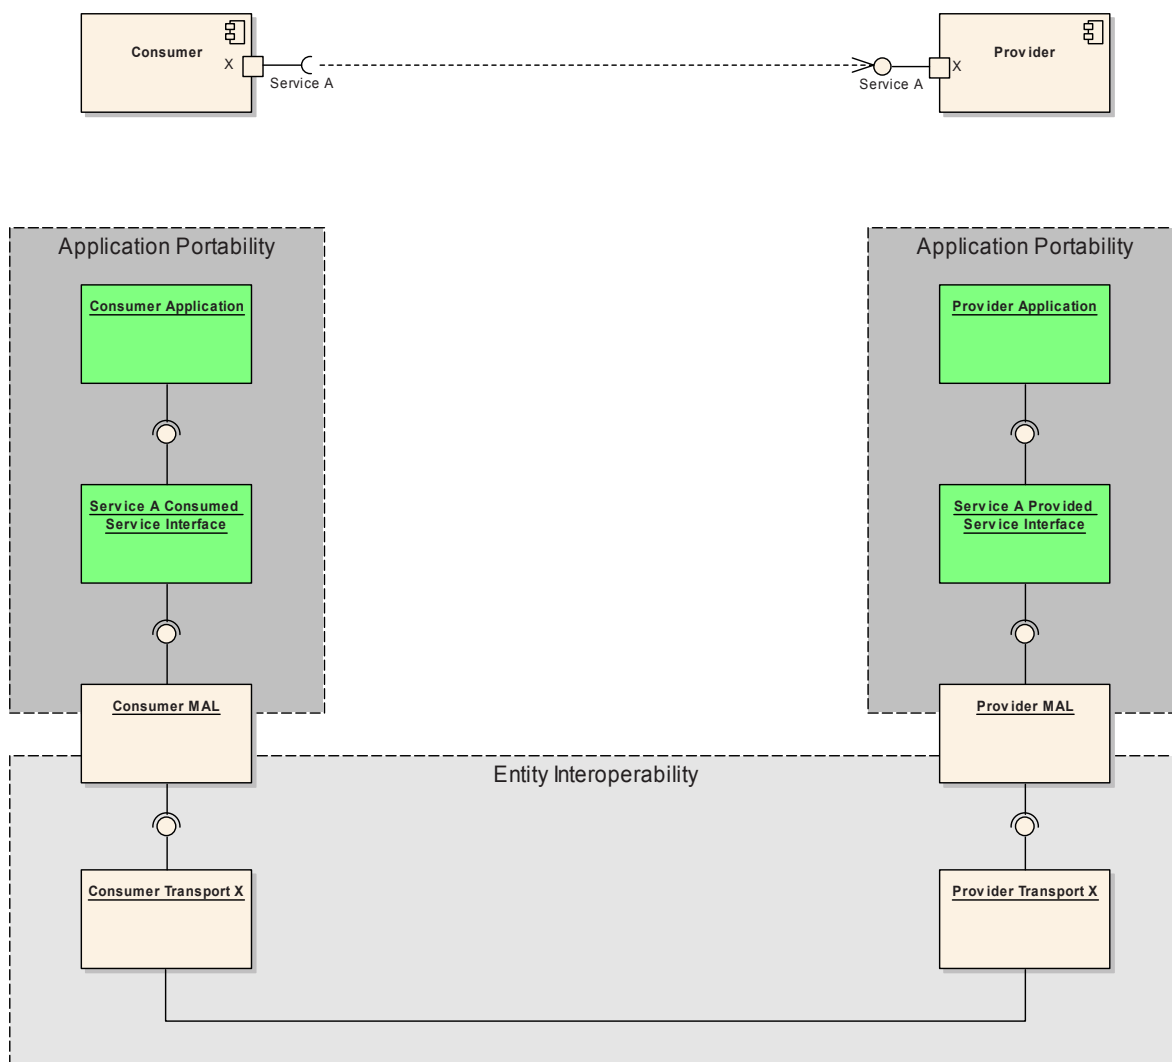 Consumer
Provider
X
X
Service A
Service A
Application Portability
Application Portability
Consumer Application
Provider Application
Service A Consumed
Service Interface
Service A Provided
Service Interface
Consumer MAL
Provider MAL
Entity Interoperability
Consumer Transport X
Provider Transport X